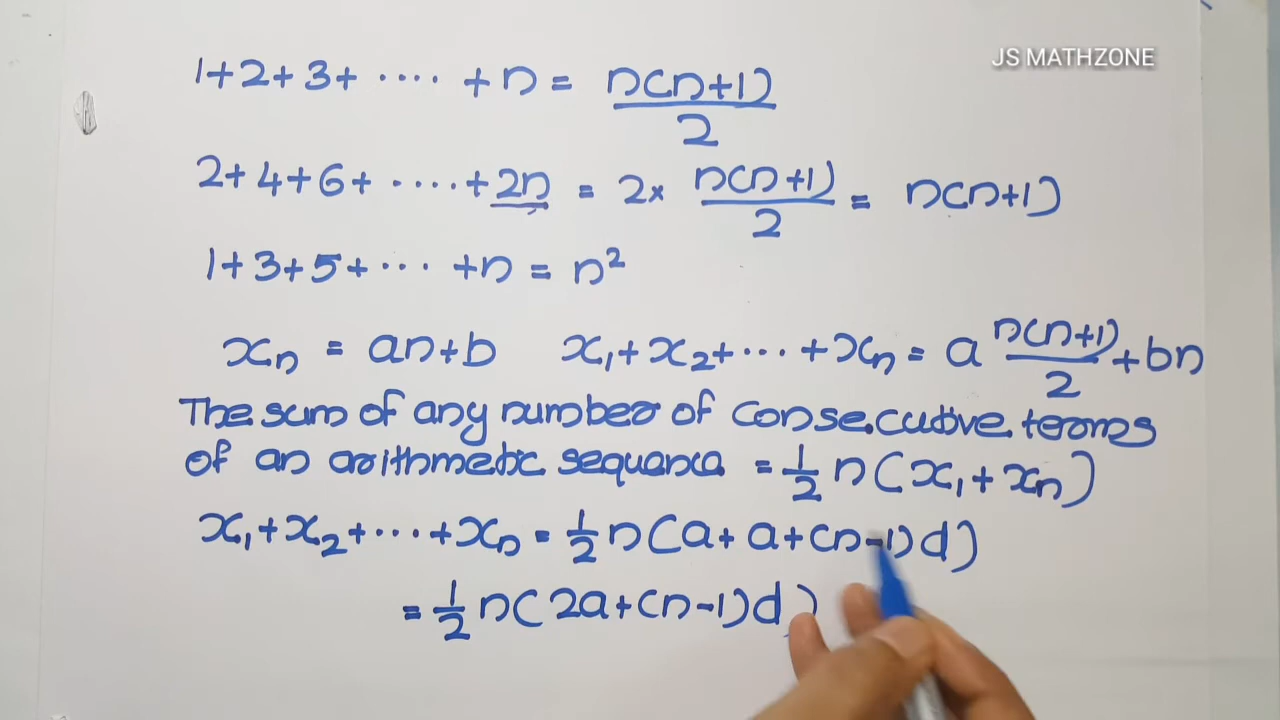 JS MATHZONE
1+2+3+ ···· +n = n(n+1)/2
2+4+6+ ····+2n = 2× n(n+1)/2 = n(n+1)
1+3+5+ ··· +n = n²
xₙ = an+b x₁+x₂+···+xₙ = a n(n+1)/2 +bn
The sum of any number of consecutive terms
of an arithmetic sequence = 1/2 n(x₁+xₙ)
x₁+x₂+···+xₙ = 1/2 n(a+a+(n-1)d)
= 1/2 n(2a+(n-1)d)